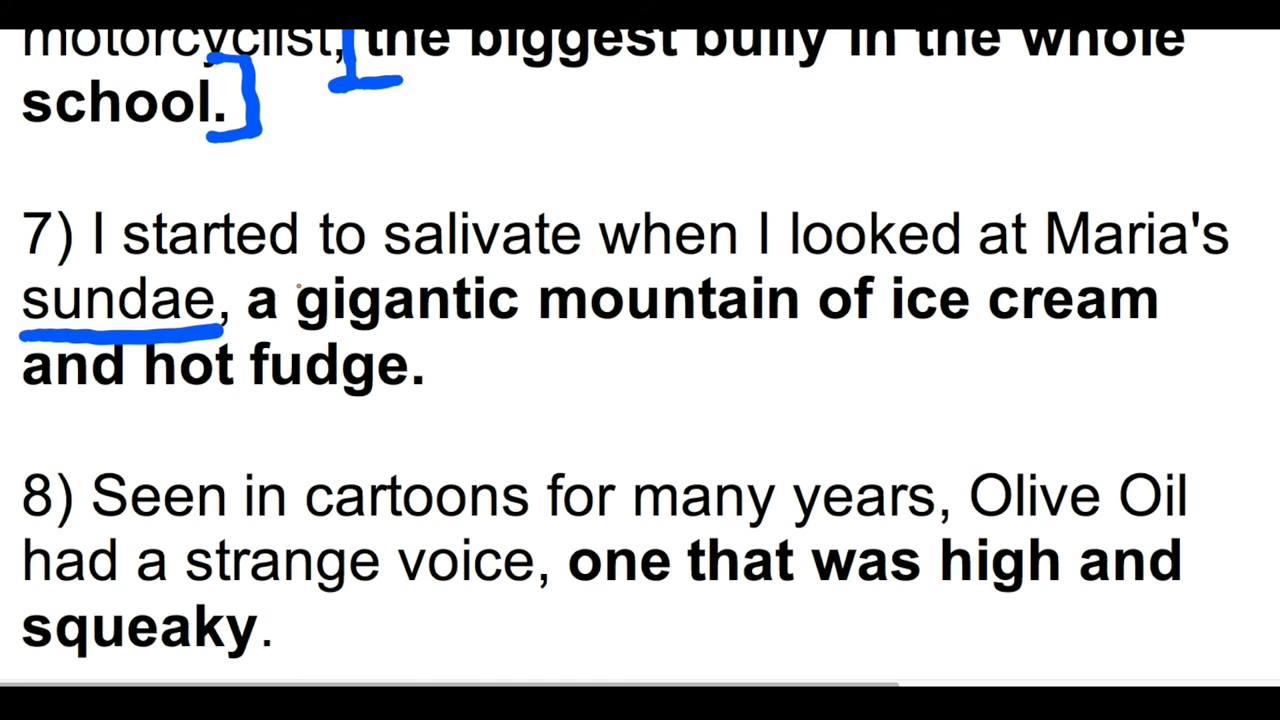 motorcyclist, the biggest bully in the whole
school.
7) I started to salivate when I looked at Maria's
sundae, a gigantic mountain of ice cream
and hot fudge.
8) Seen in cartoons for many years, Olive Oil
had a strange voice, one that was high and
squeaky.